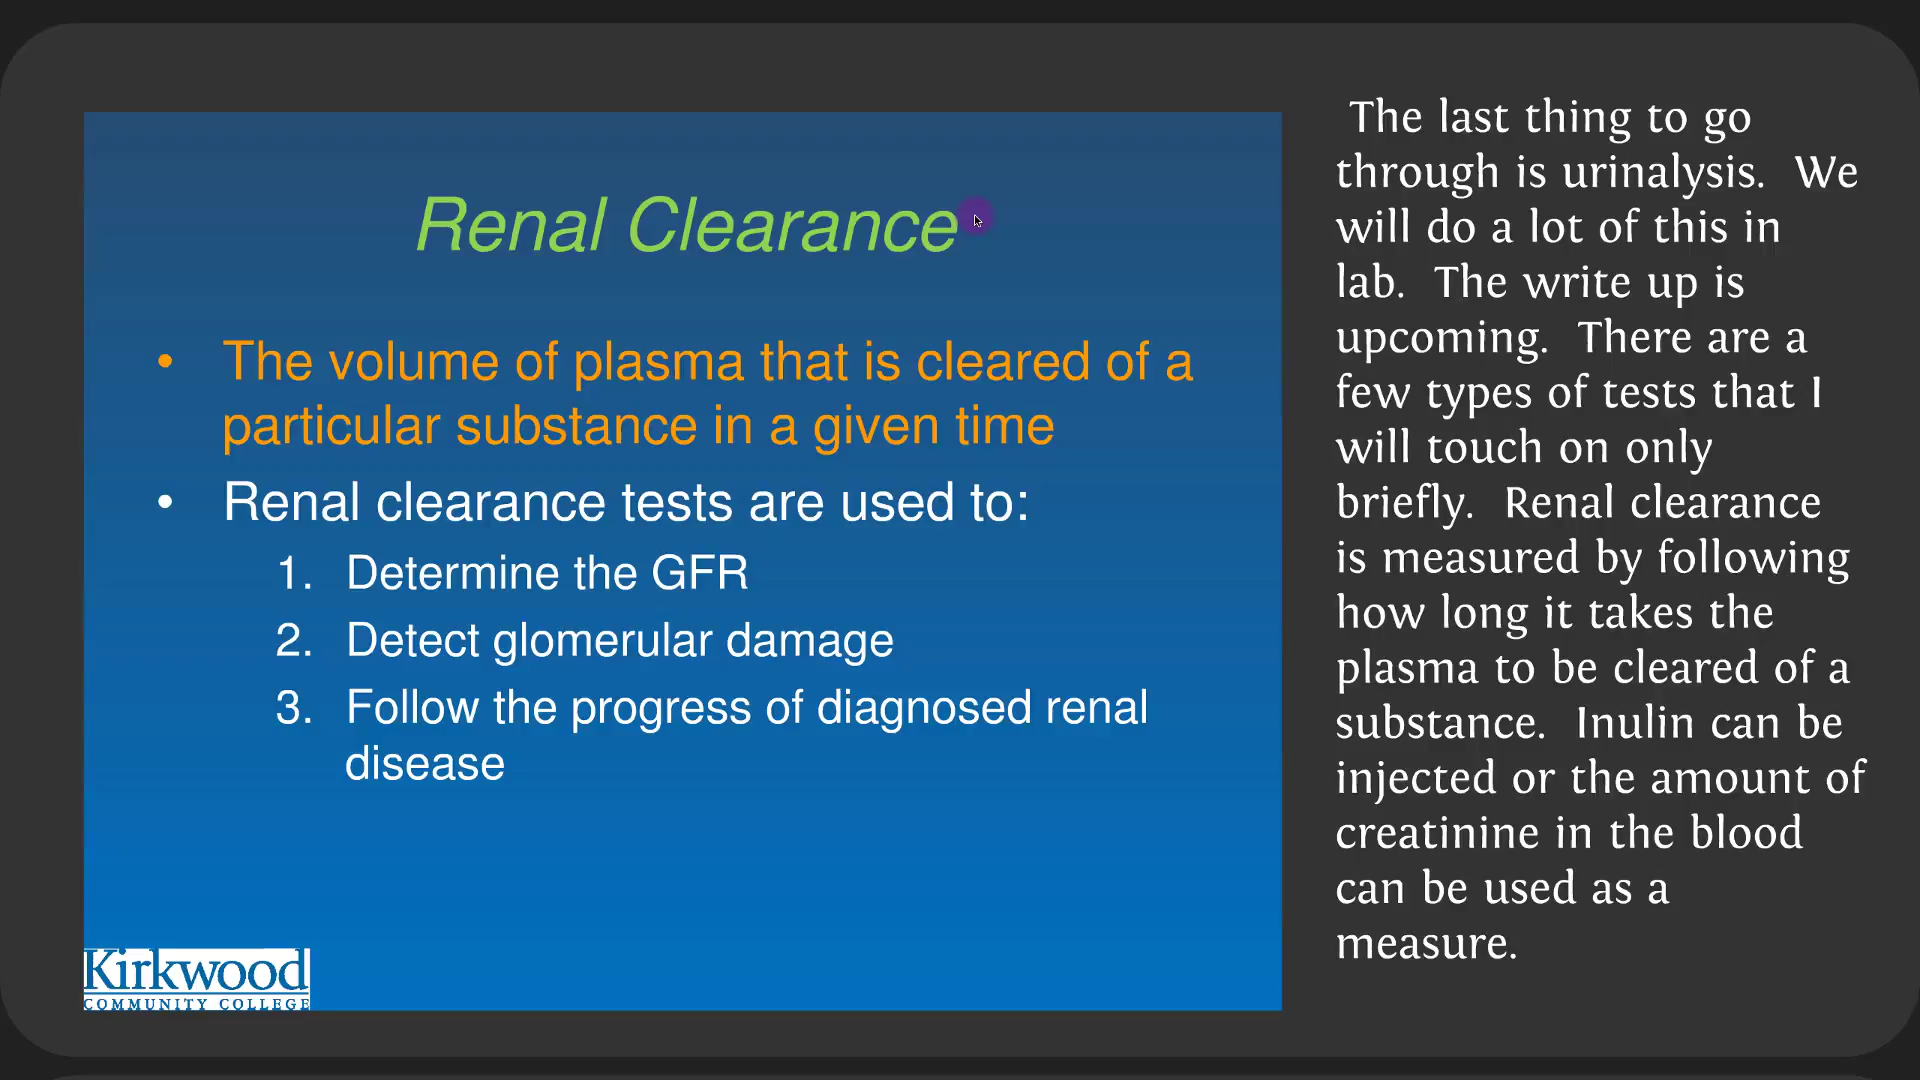 Renal Clearance
• The volume of plasma that is cleared of a
particular substance in a given time
• Renal clearance tests are used to:
1. Determine the GFR
2. Detect glomerular damage
3. Follow the progress of diagnosed renal
disease
Kirkwood
COMMUNITY COLLEGE
The last thing to go
through is urinalysis. We
will do a lot of this in
lab. The write up is
upcoming. There are a
few types of tests that I
will touch on only
briefly. Renal clearance
is measured by following
how long it takes the
plasma to be cleared of a
substance. Inulin can be
injected or the amount of
creatinine in the blood
can be used as a
measure.